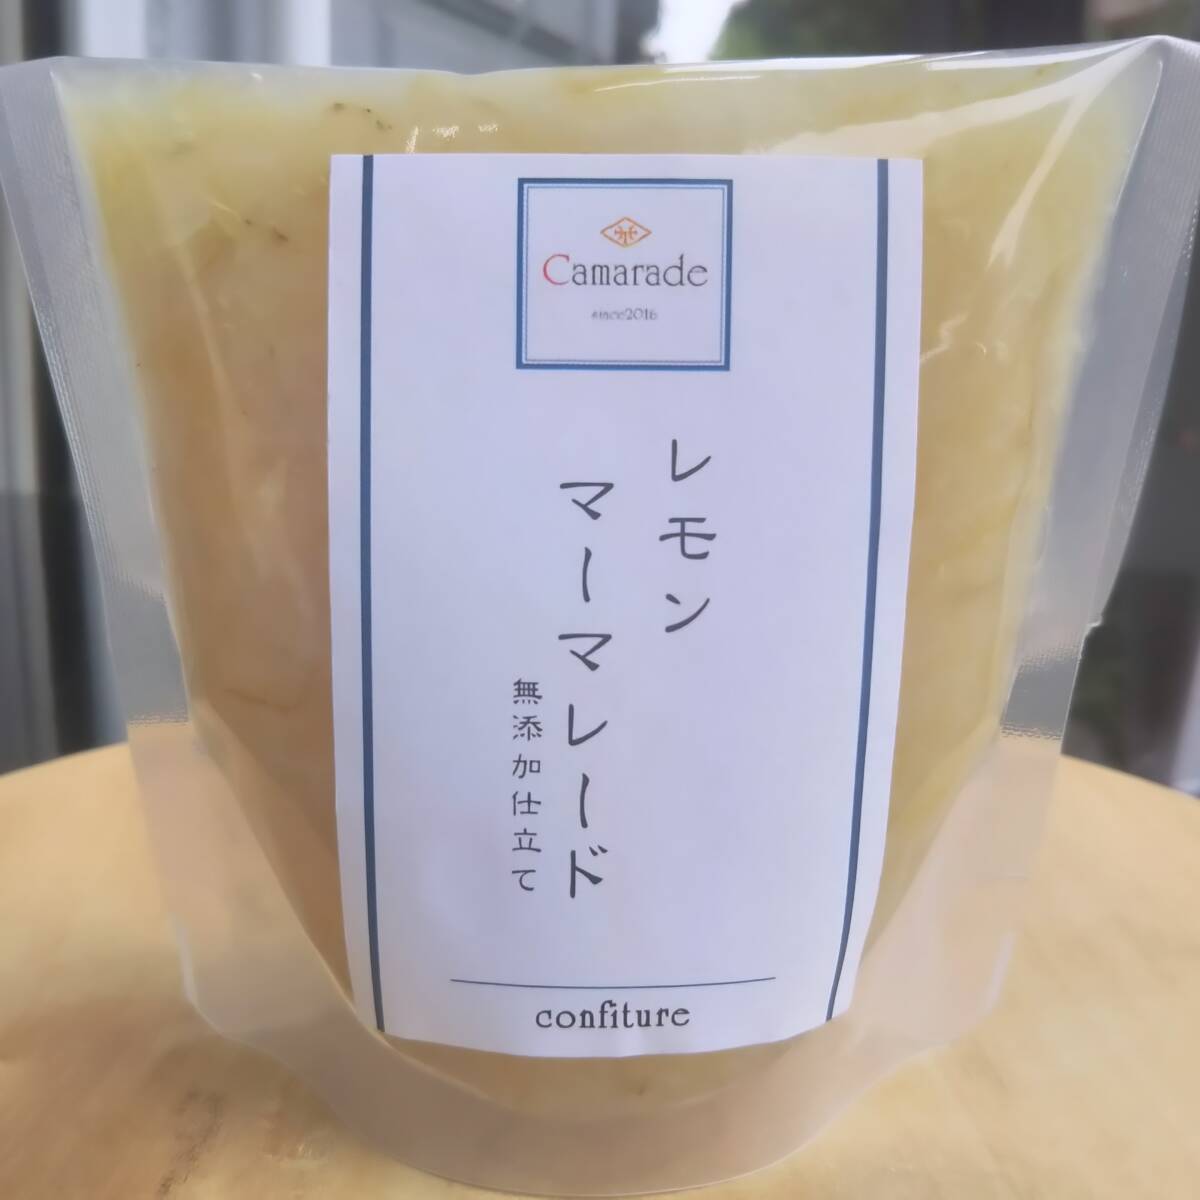 Camarade
since2016
レモン
マーマレード
無添加仕立て
confiture